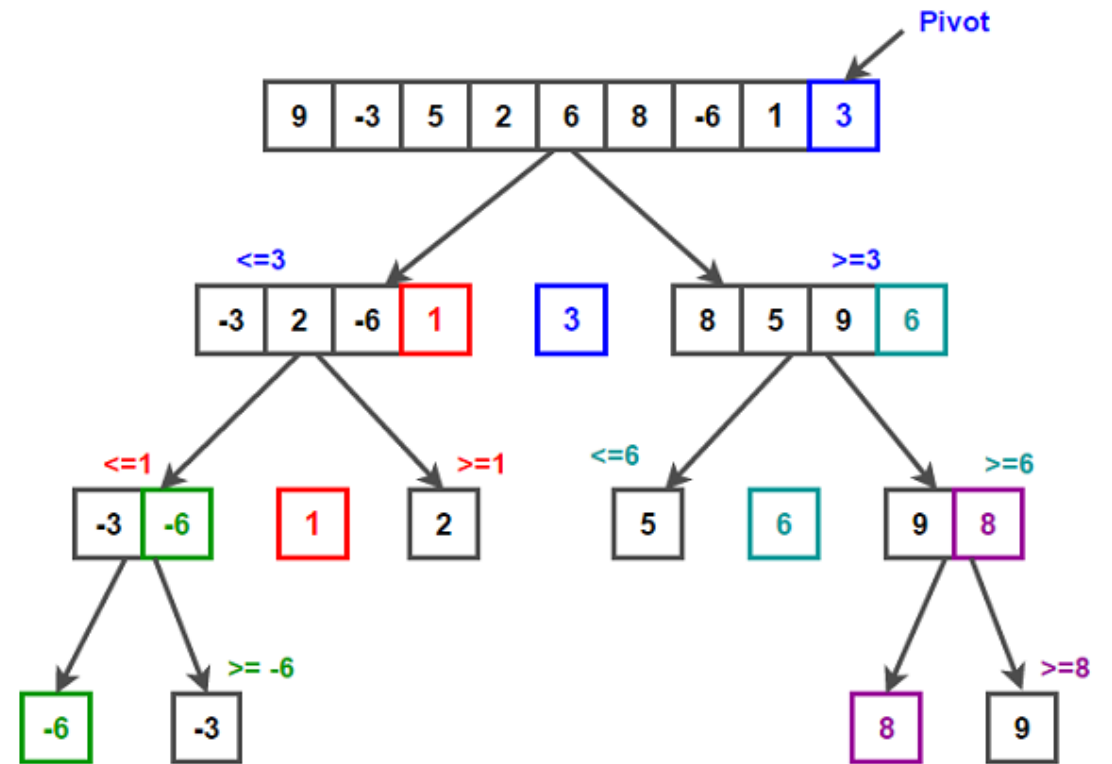 Pivot
9 -3 5 2 6 8 -6 1 3
<=3 >=3
-3 2 -6 1 3 8 5 9 6
<=1 >=1 <=6 >=6
-3 -6 1 2 5 6 9 8
>= -6 >=8
-6 -3 8 9